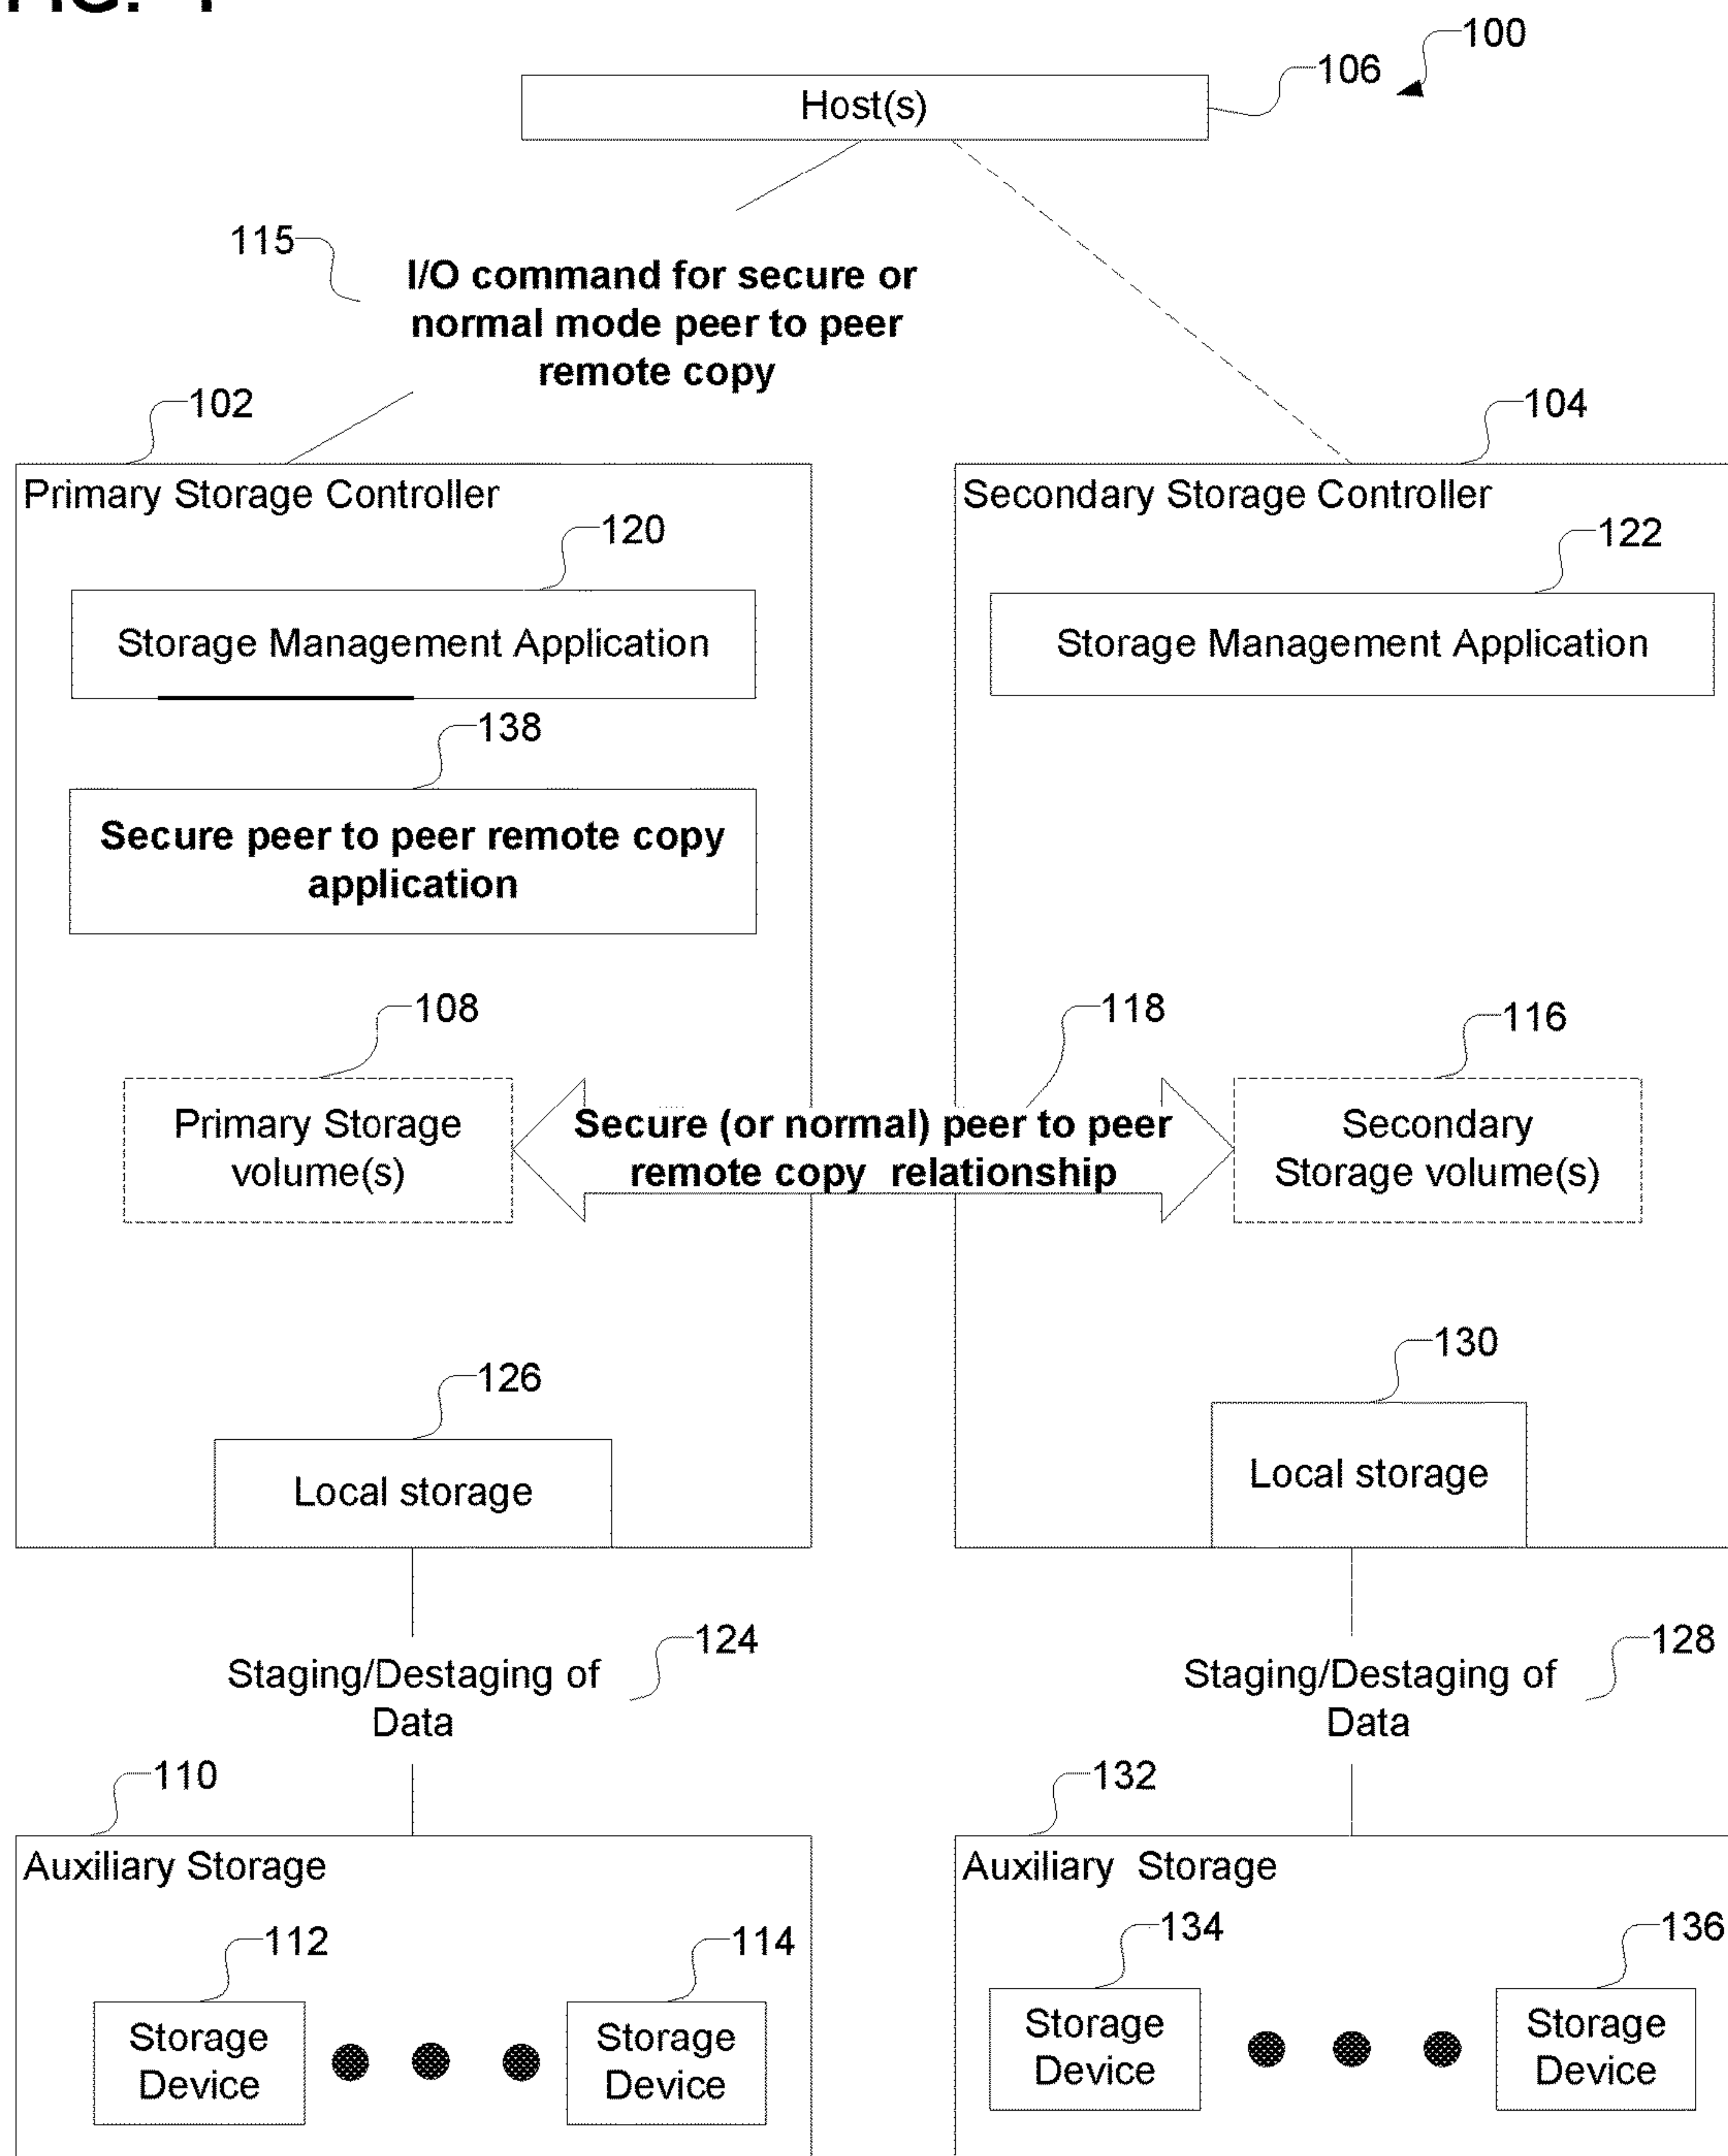 100
106
Host(s)
115
I/O command for secure or
normal mode peer to peer
remote copy
102
104
Primary Storage Controller
Secondary Storage Controller
120
122
Storage Management Application
Storage Management Application
138
Secure peer to peer remote copy
application
108
118
116
Primary Storage
volume(s)
Secure (or normal) peer to peer
remote copy relationship
Secondary
Storage volume(s)
126
130
Local storage
Local storage
124
128
Staging/Destaging of
Data
Staging/Destaging of
Data
110
132
Auxiliary Storage
Auxiliary Storage
112
114
134
136
Storage
Device
Storage
Device
Storage
Device
Storage
Device